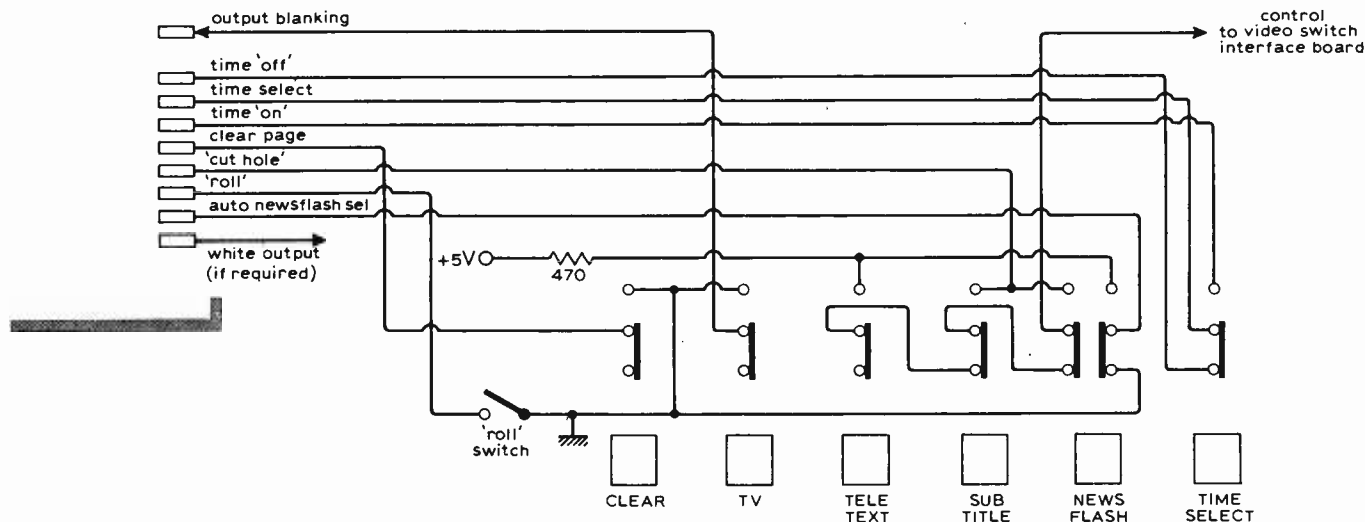 output blanking
control
to video switch
interface board
time 'off'
time select
time 'on'
clear page
'cut hole'
'roll'
auto newsflash sel
white output
(if required)
+5V
470
'roll'
switch
CLEAR
TV
TELE
TEXT
SUB
TITLE
NEWS
FLASH
TIME
SELECT